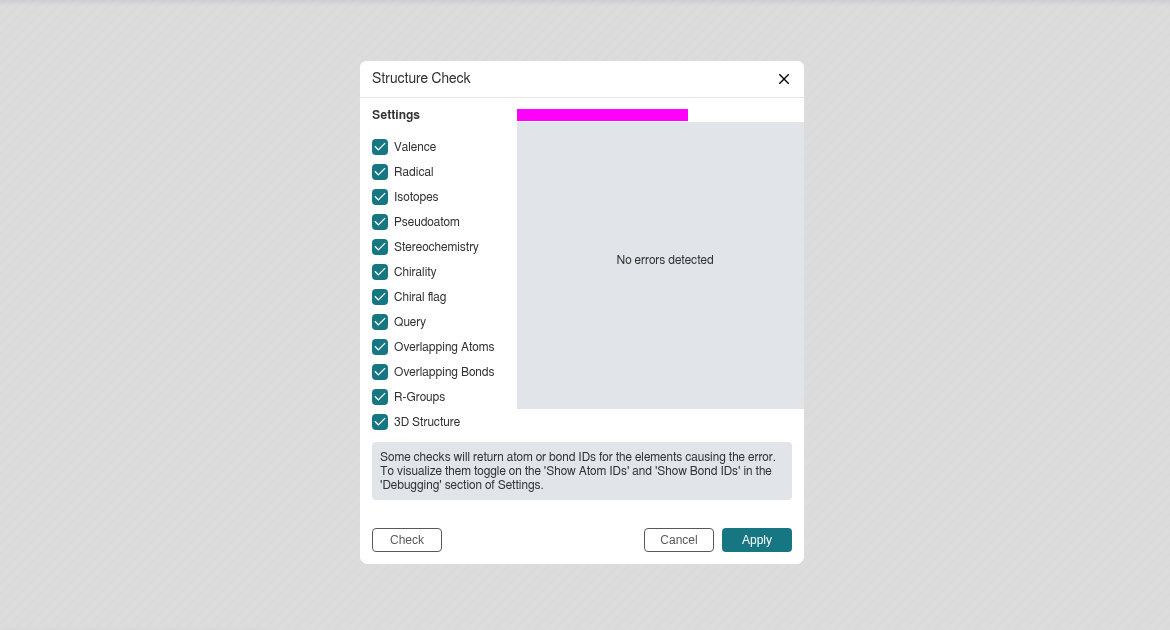 Structure Check
Settings
Valence
Radical
Isotopes
Pseudoatom
Stereochemistry
Chirality
Chiral flag
Query
Overlapping Atoms
Overlapping Bonds
R-Groups
3D Structure
No errors detected
Some checks will return atom or bond IDs for the elements causing the error.
To visualize them toggle on the 'Show Atom IDs' and 'Show Bond IDs' in the
'Debugging' section of Settings.
Check
Cancel
Apply